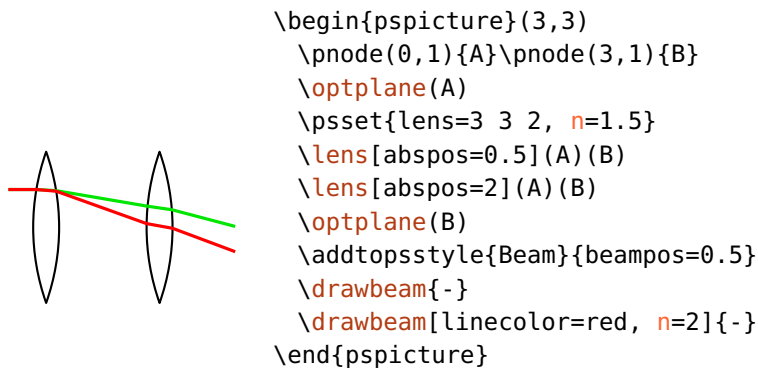 \begin{pspicture}(3,3)
\pnode(0,1){A}\pnode(3,1){B}
\optplane(A)
\psset{lens=3 3 2, n=1.5}
\lens[abspos=0.5](A)(B)
\lens[abspos=2](A)(B)
\optplane(B)
\addtopsstyle{Beam}{beampos=0.5}
\drawbeam{-}
\drawbeam[linecolor=red, n=2]{-}
\end{pspicture}